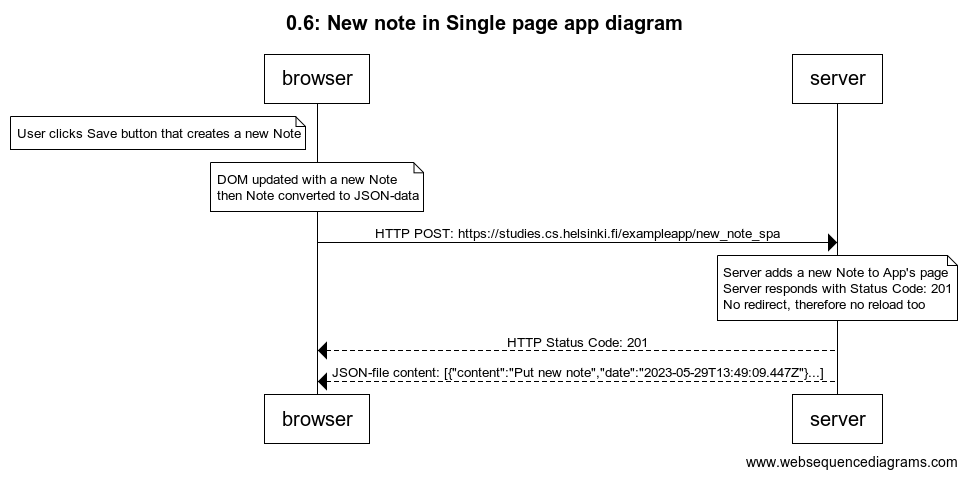 0.6: New note in Single page app diagram
browser
server
User clicks Save button that creates a new Note
DOM updated with a new Note
then Note converted to JSON-data
HTTP POST: https://studies.cs.helsinki.fi/exampleapp/new_note_spa
Server adds a new Note to App's page
Server responds with Status Code: 201
No redirect, therefore no reload too
HTTP Status Code: 201
JSON-file content: [{"content":"Put new note","date":"2023-05-29T13:49:09.447Z"}...]
browser
server
www.websequencediagrams.com